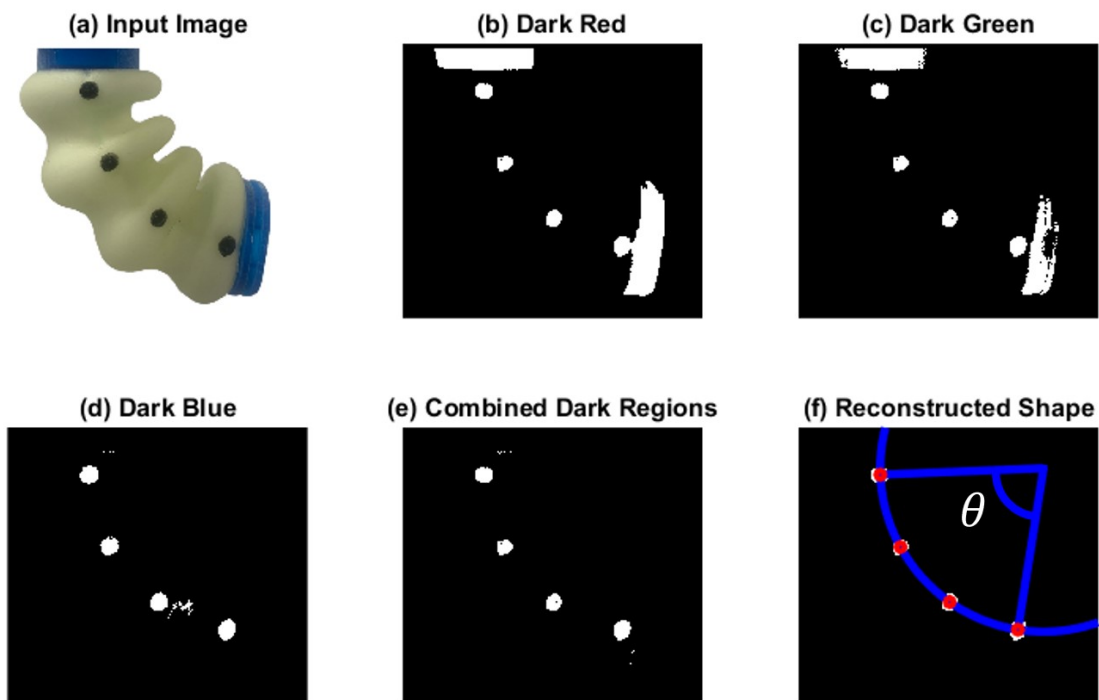 (a) Input Image
(b) Dark Red
(c) Dark Green
(d) Dark Blue
(e) Combined Dark Regions
(f) Reconstructed Shape
θ